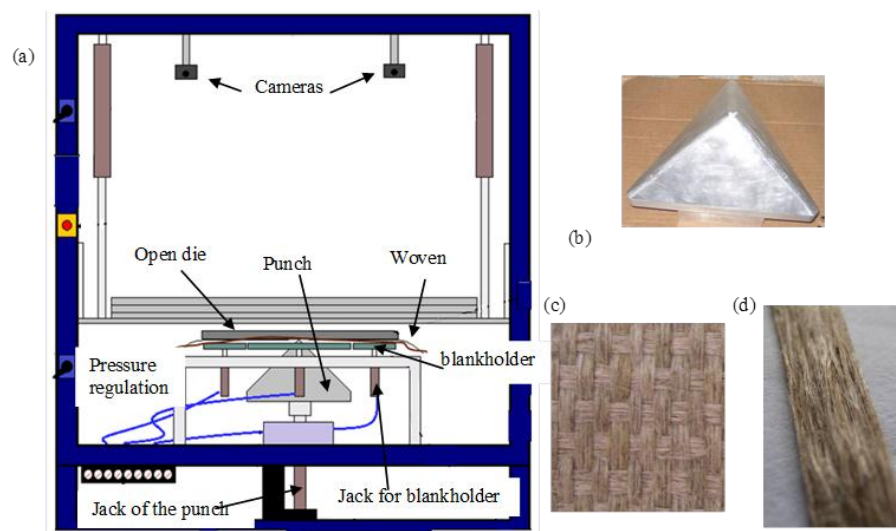 (a)
Cameras
(b)
Open die
Punch
Woven
(c)
(d)
blankholder
Pressure
regulation
Jack of the punch
Jack for blankholder